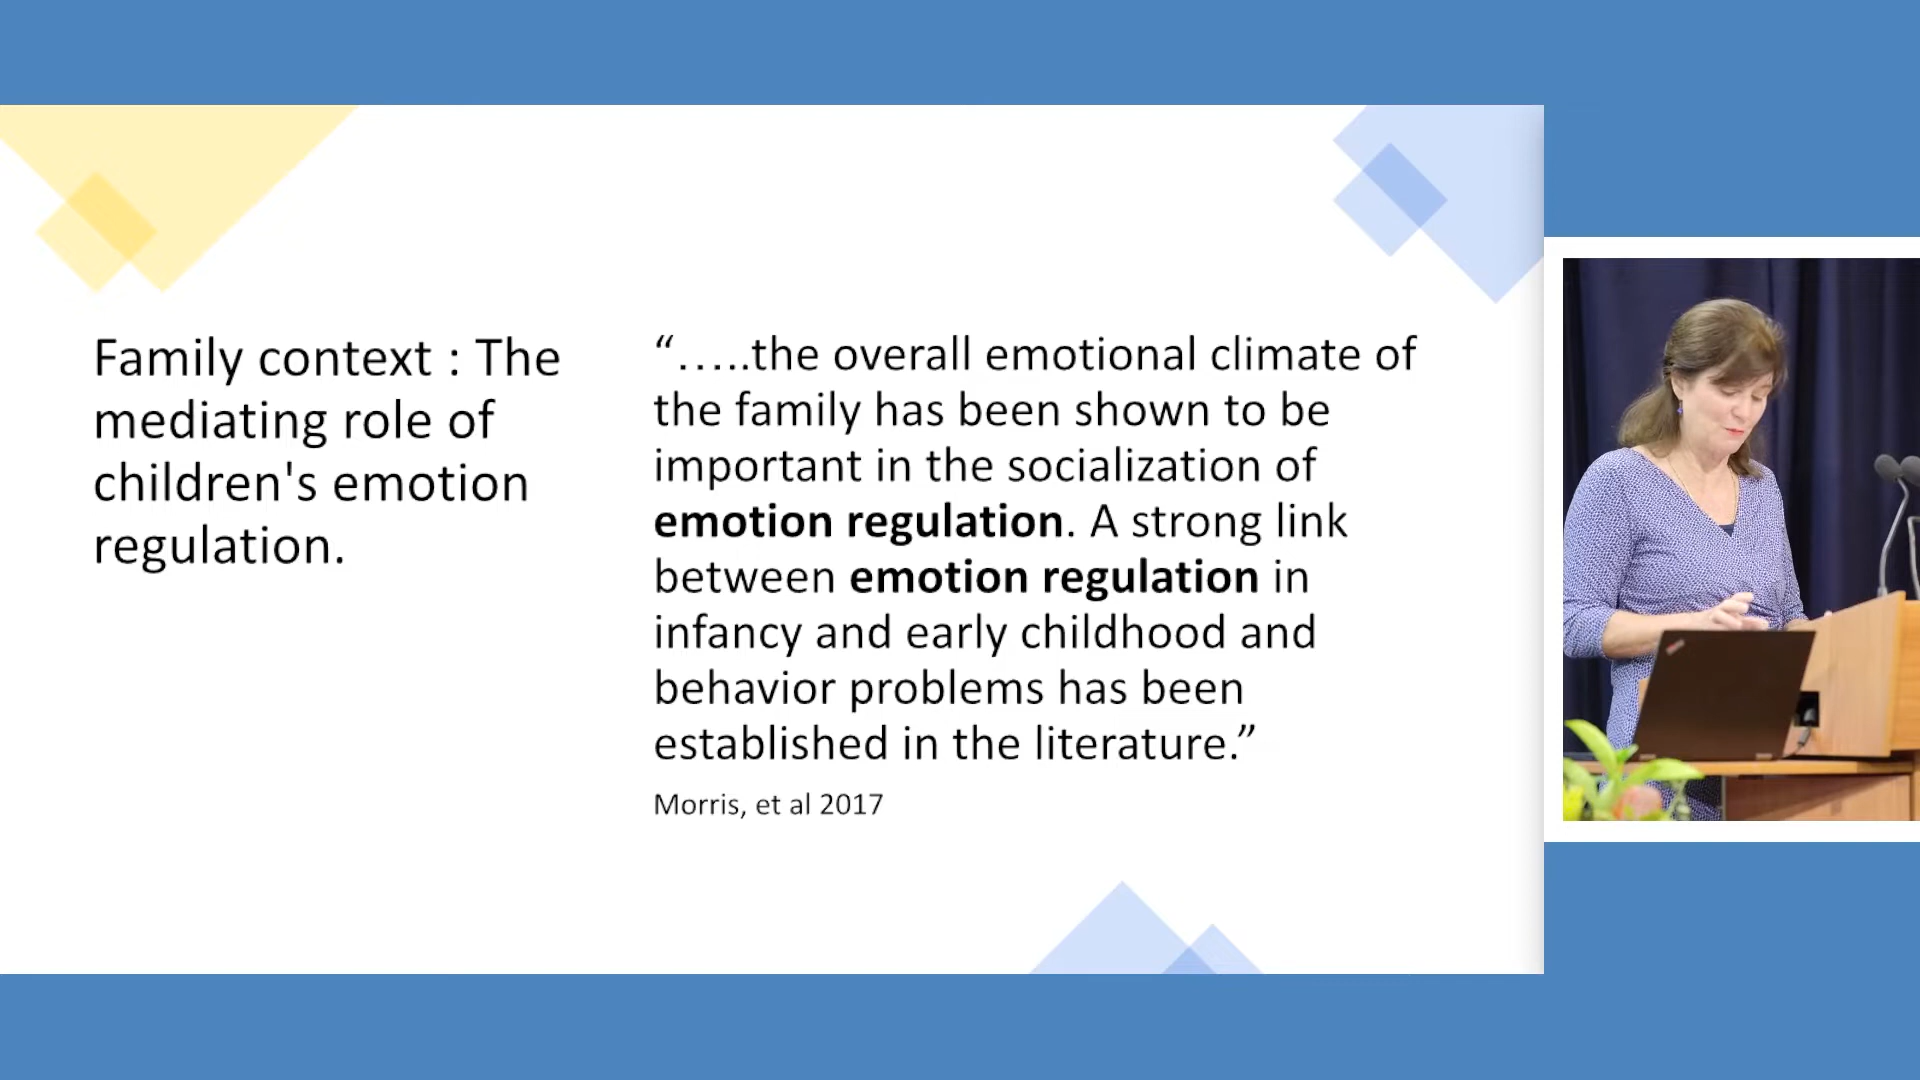 Family context : The
mediating role of
children's emotion
regulation.
“…..the overall emotional climate of
the family has been shown to be
important in the socialization of
emotion regulation. A strong link
between emotion regulation in
infancy and early childhood and
behavior problems has been
established in the literature.”
Morris, et al 2017